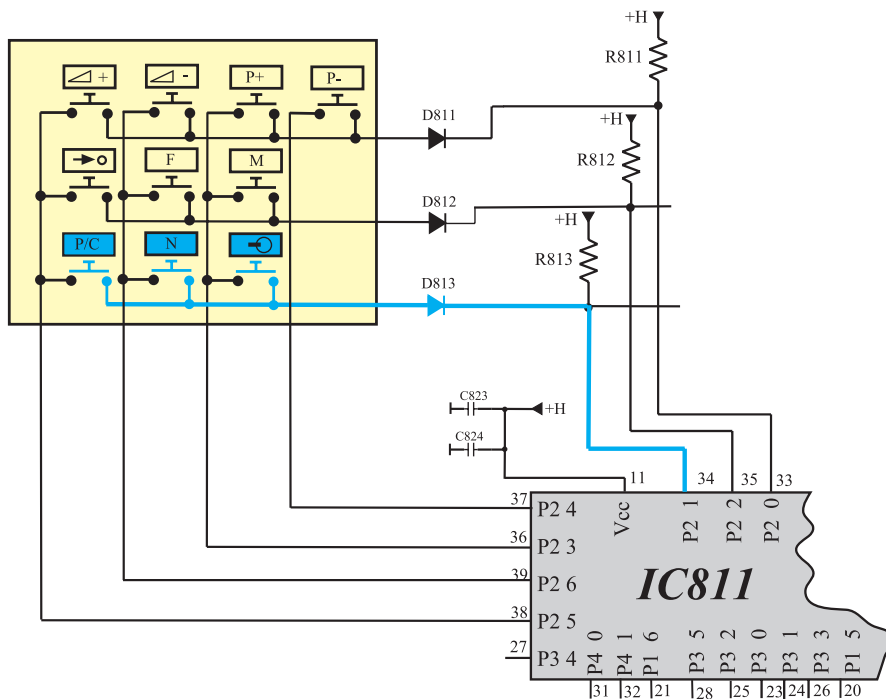 +H
R811
+ - P+ P-
D811
+H
R812
F M
D812
+H
R813
P/C N
D813
C823
+H
C824
11 34 35 33
37 P2 4 Vcc P2 1 P2 2 P2 0
36 P2 3
39 P2 6
IC811
38 P2 5
27 P3 4 P4 0 P4 1 P1 6 P3 5 P3 2 P3 0 P3 1 P3 3 P1 5
31 32 21 28 25 23 24 26 20